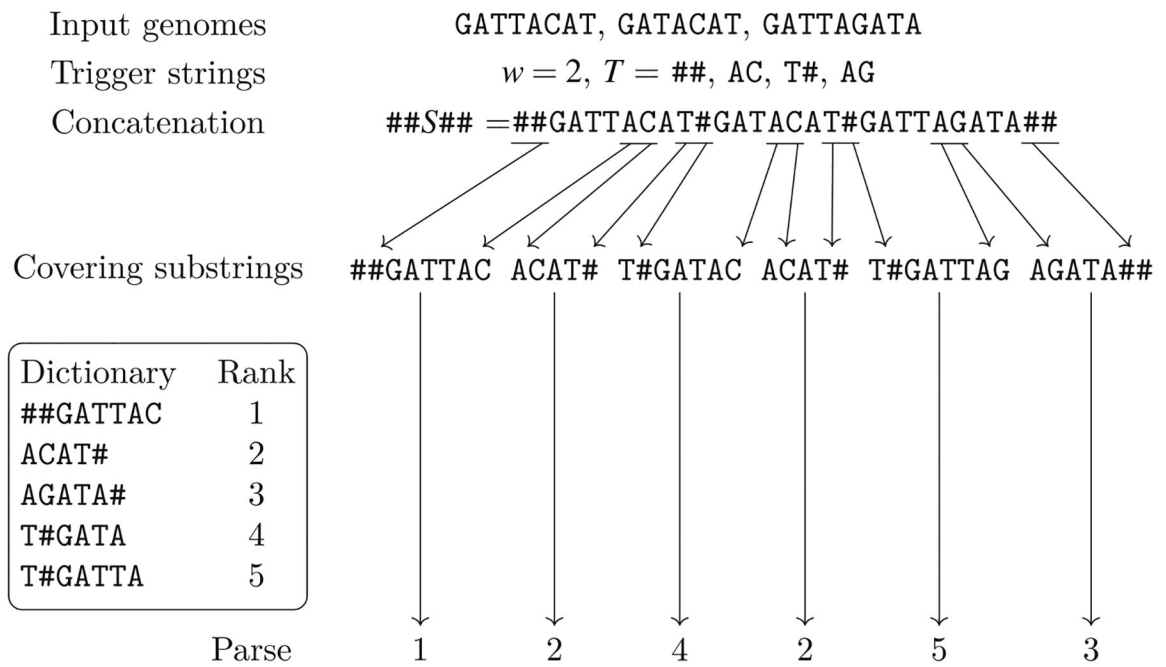 Input genomes GATTACAT, GATACAT, GATTAGATA
Trigger strings w = 2, T = ##, AC, T#, AG
Concatenation ##S## =##GATTACAT#GATACAT#GATTAGATA##
Covering substrings ##GATTAC ACAT# T#GATAC ACAT# T#GATTAG AGATA##
Dictionary Rank
##GATTAC 1
ACAT# 2
AGATA# 3
T#GATA 4
T#GATTA 5
Parse 1 2 4 2 5 3